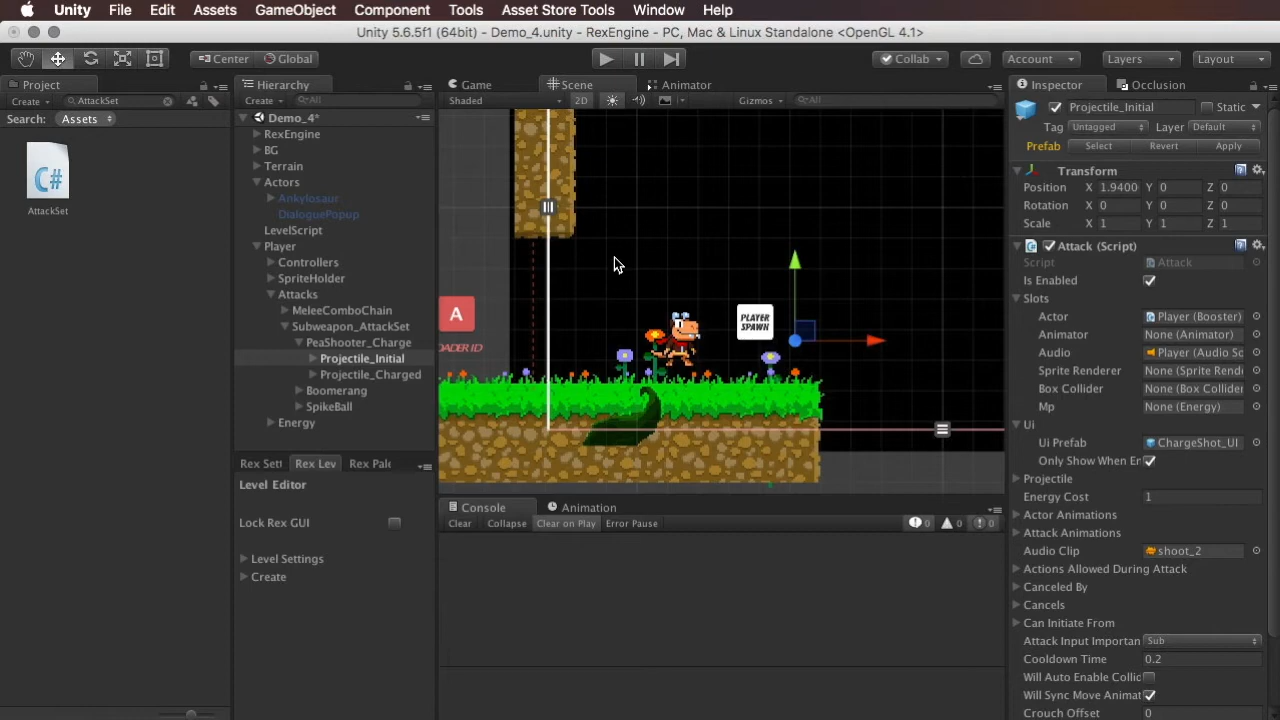 Unity File Edit Assets GameObject Component Tools Asset Store Tools Window Help
Unity 5.6.5f1 (64bit) - Demo_4.unity - RexEngine - PC, Mac & Linux Standalone <OpenGL 4.1>
Center Global Collab Account Layers Layout
Project
Create AttackSet
Search: Assets
C#
AttackSet
Hierarchy
Create All
Demo_4*
RexEngine
BG
Terrain
Actors
Ankylosaur
DialoguePopup
LevelScript
Player
Controllers
SpriteHolder
Attacks
MeleeComboChain
Subweapon_AttackSet
PeaShooter_Charge
Projectile_Initial
Projectile_Charged
Boomerang
SpikeBall
Energy
Rex Sett Rex Lev Rex Pale
Level Editor
Lock Rex GUI
Level Settings
Create
Game Scene Animator
Shaded 2D Gizmos All
A
OADER ID
PLAYER
SPAWN
Console Animation
Clear Collapse Clear on Play Error Pause 0 0 0
Inspector Occlusion
Projectile_Initial Static
Tag Untagged Layer Default
Prefab Select Revert Apply
Transform
Position X 1.9400 Y 0 Z 0
Rotation X 0 Y 0 Z 0
Scale X 1 Y 1 Z 1
Attack (Script)
Script Attack
Is Enabled
Slots
Actor Player (Booster)
Animator None (Animator)
Audio Player (Audio So
Sprite Renderer None (Sprite Rende
Box Collider None (Box Collider
Mp None (Energy)
Ui
Ui Prefab ChargeShot_UI
Only Show When En
Projectile
Energy Cost 1
Actor Animations
Attack Animations
Audio Clip shoot_2
Actions Allowed During Attack
Canceled By
Cancels
Can Initiate From
Attack Input Importan Sub
Cooldown Time 0.2
Will Auto Enable Collic
Will Sync Move Animat
Crouch Offset 0